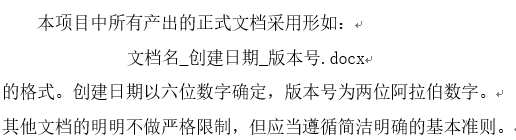 本项目中所有产出的正式文档采用形如：
文档名_创建日期_版本号.docx
的格式。创建日期以六位数字确定，版本号为两位阿拉伯数字。
其他文档的明明不做严格限制，但应当遵循简洁明确的基本准则。